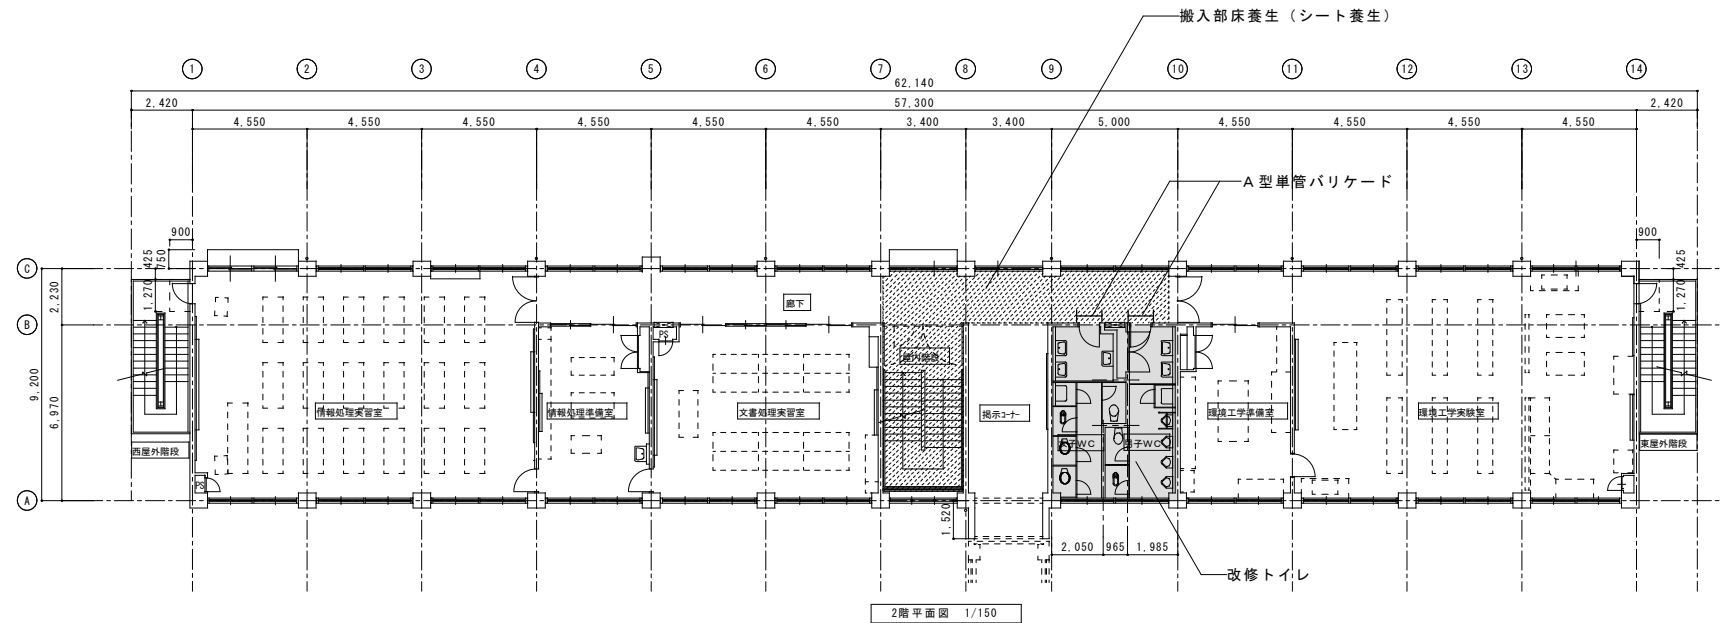 搬入部床養生（シート養生）
1 2 3 4 5 6 7 8 9 10 11 12 13 14
62,140
2,420 57,300 2,420
4,550 4,550 4,550 4,550 4,550 4,550 3,400 3,400 5,000 4,550 4,550 4,550 4,550
A型単管バリケード
900 900
425
750
425
C
2,230
1,270
1,270
廊下
B
PS
屋内階段
9,200
6,970
情報処理実習室
情報処理準備室
文書処理実習室
掲示コーナー
環境工学準備室
環境工学実験室
子WC
男子WC
西屋外階段
東屋外階段
PS
A
1,520
2,050 965 1,985
改修トイレ
2階平面図 1/150